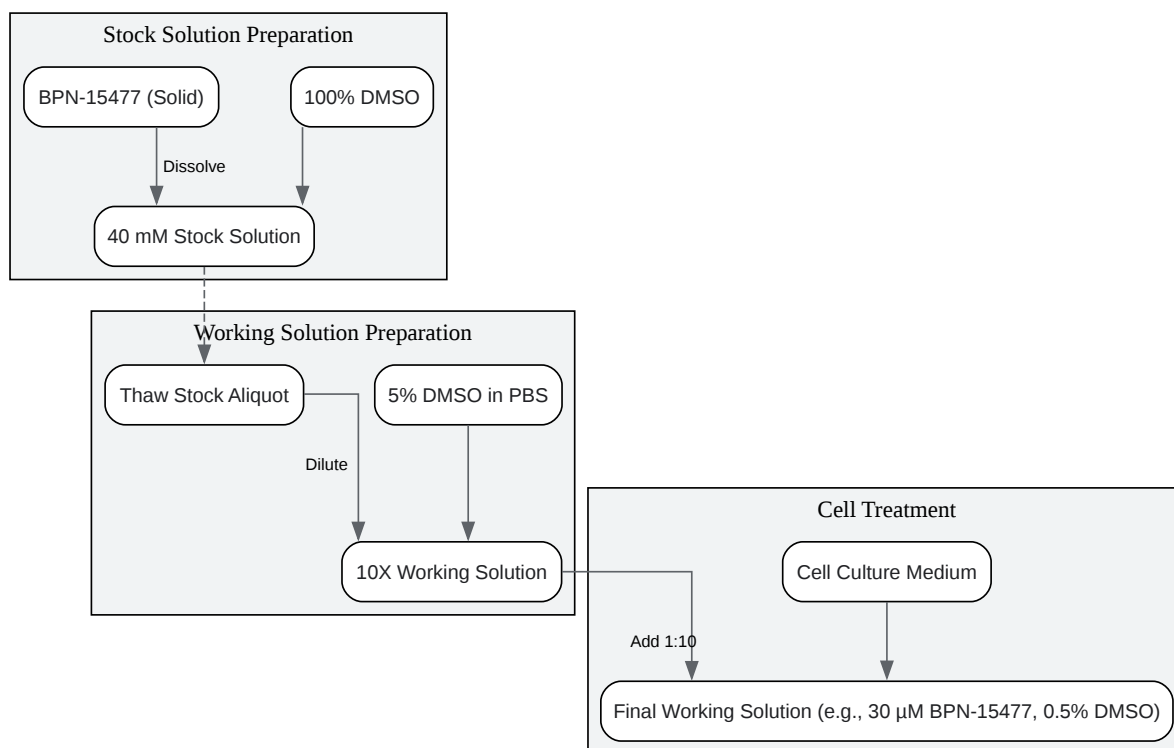 Stock Solution Preparation
BPN-15477 (Solid)
100% DMSO
Dissolve
40 mM Stock Solution
Working Solution Preparation
Thaw Stock Aliquot
5% DMSO in PBS
Dilute
10X Working Solution
Cell Treatment
Cell Culture Medium
Add 1:10
Final Working Solution (e.g., 30 µM BPN-15477, 0.5% DMSO)